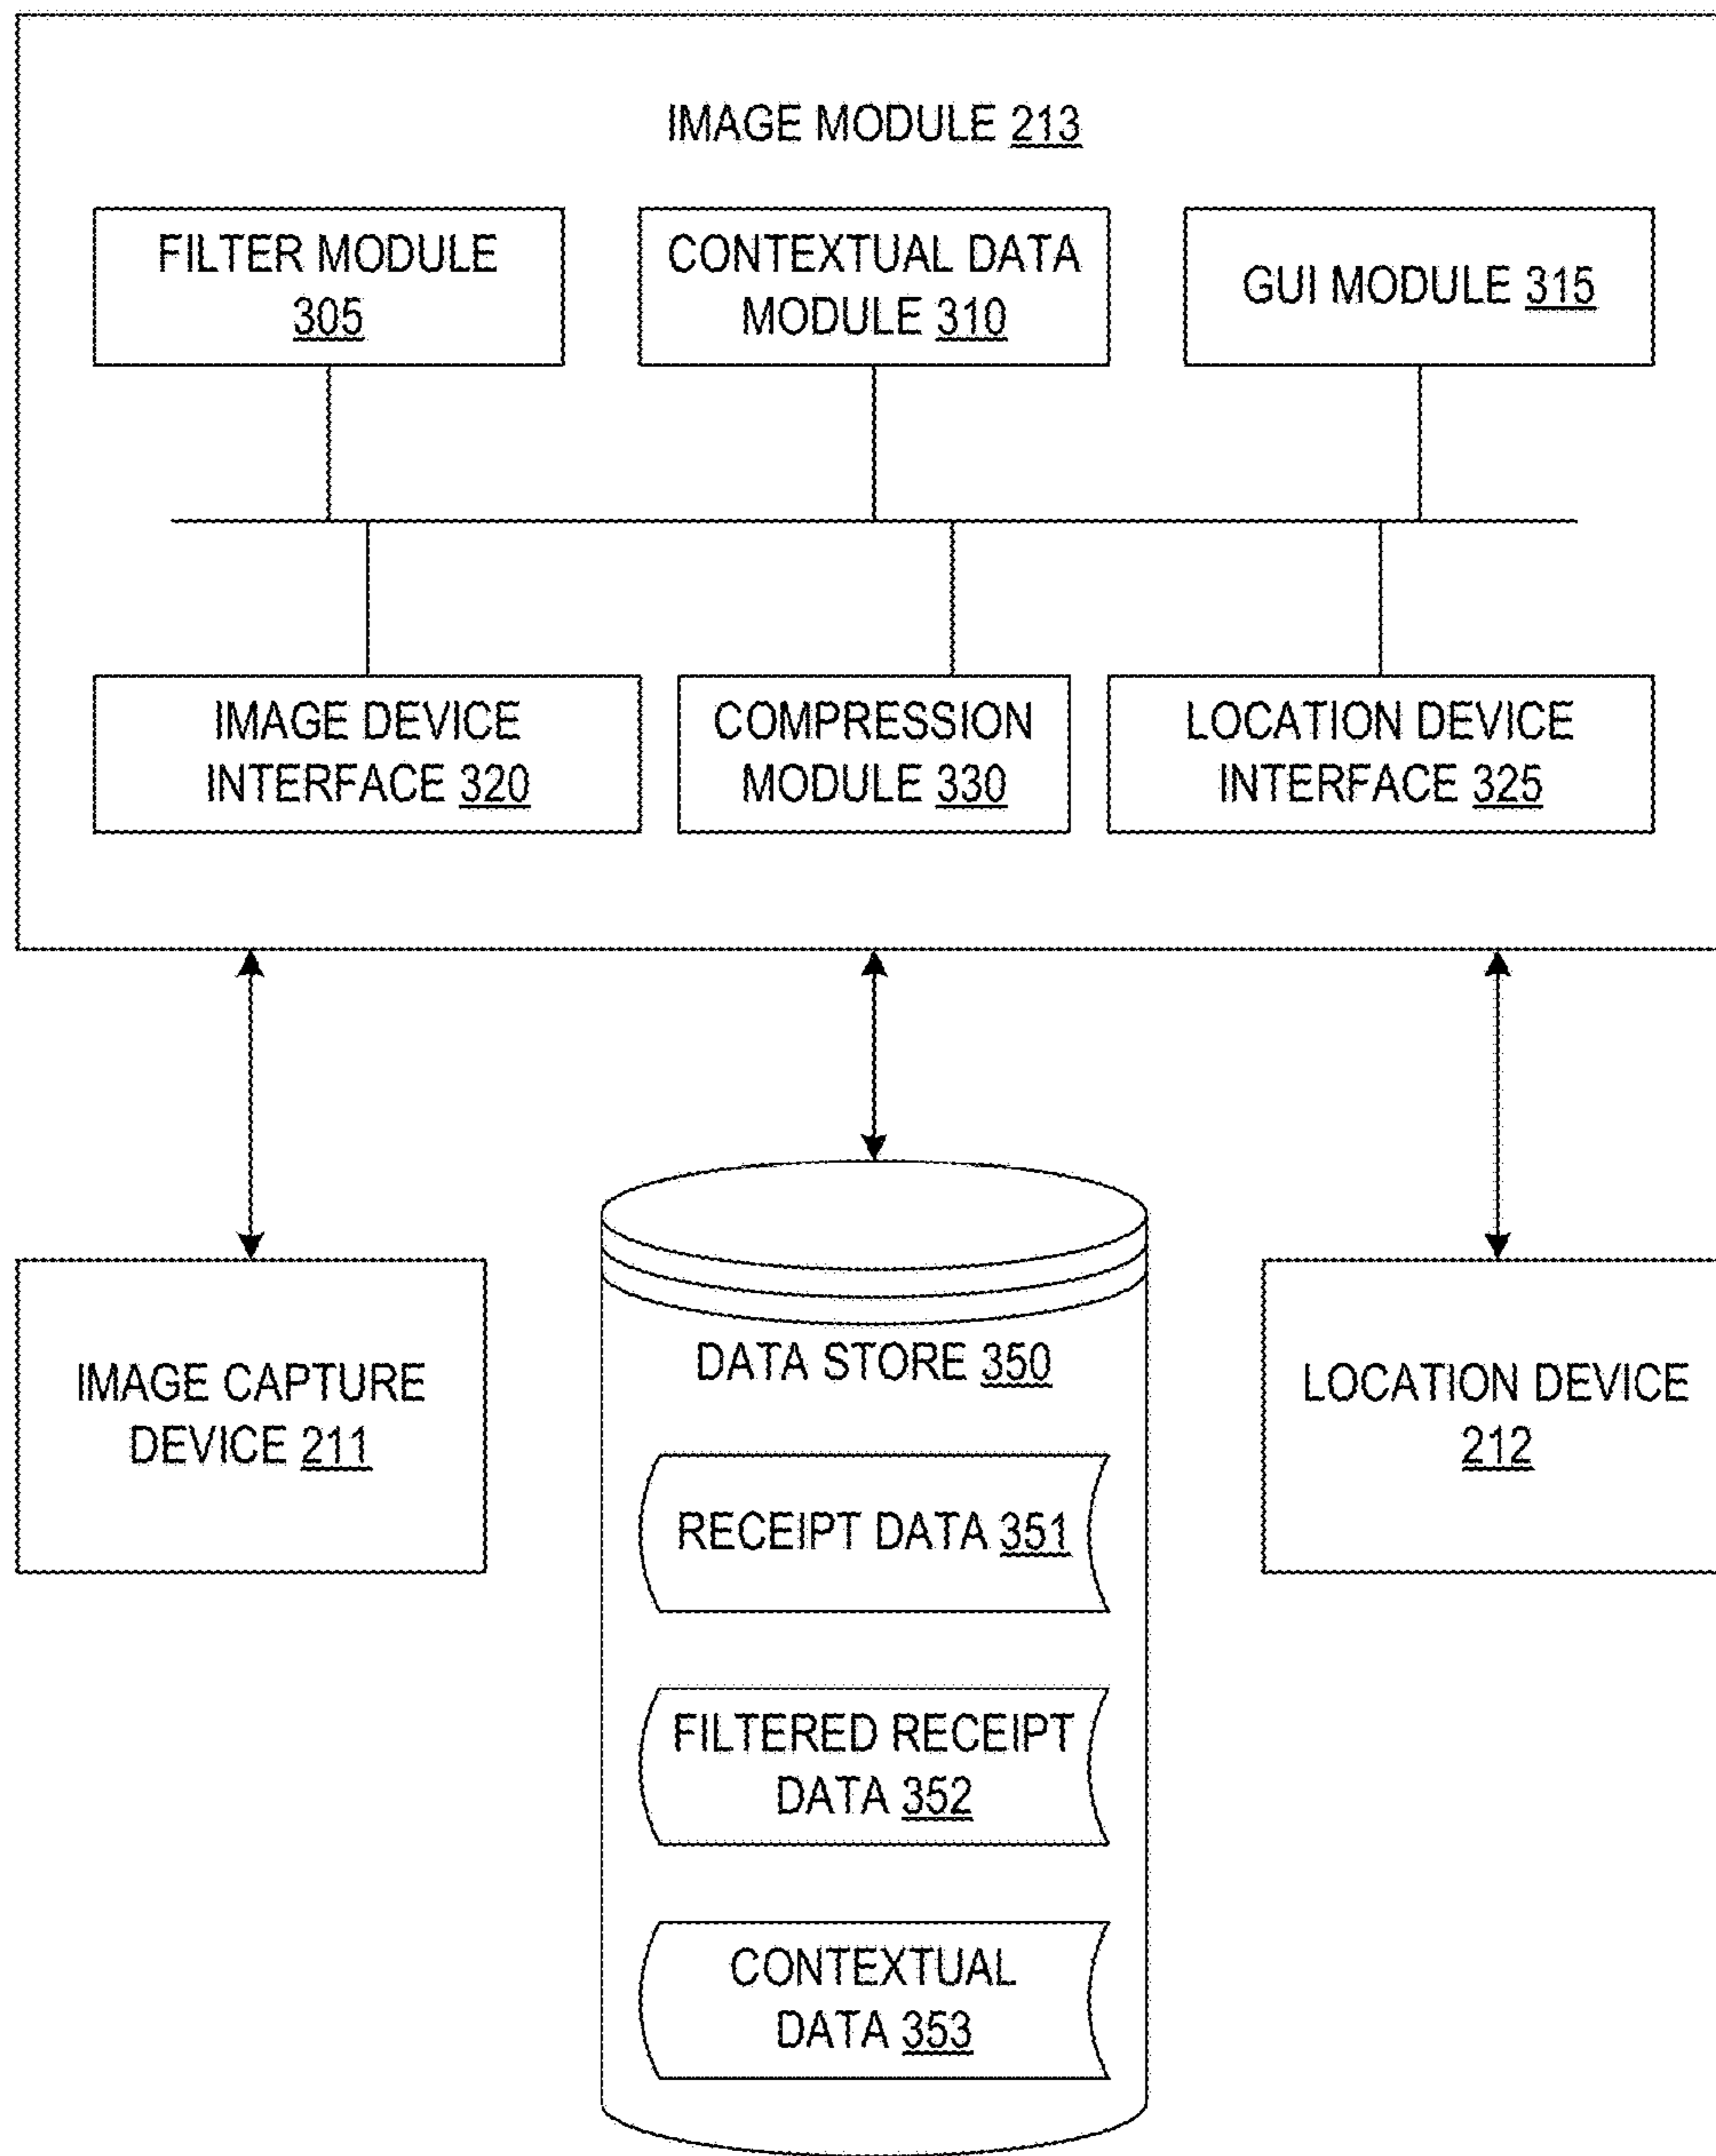 IMAGE MODULE 213
FILTER MODULE
305
CONTEXTUAL DATA
MODULE 310
GUI MODULE 315
IMAGE DEVICE
INTERFACE 320
COMPRESSION
MODULE 330
LOCATION DEVICE
INTERFACE 325
IMAGE CAPTURE
DEVICE 211
DATA STORE 350
RECEIPT DATA 351
FILTERED RECEIPT
DATA 352
CONTEXTUAL
DATA 353
LOCATION DEVICE
212